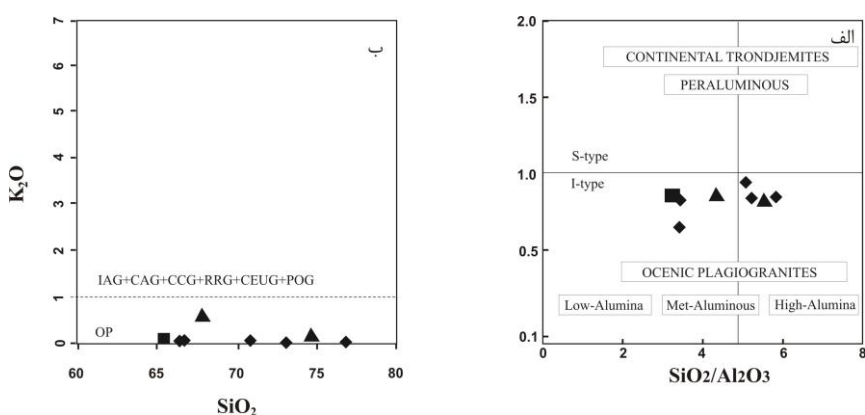 7
6
5
4
3
2
1
0
K₂O
ب
IAG+CAG+CCG+RRG+CEUG+POG
OP
60 65 70 75 80
SiO₂
2.0
1.5
1.0
0.5
0.1
الف
CONTINENTAL TRONDJEMITES
PERALUMINOUS
S-type
I-type
OCENIC PLAGIOGRANITES
Low-Alumina Met-Aluminous High-Alumina
0 2 4 6 8
SiO₂/Al₂O₃